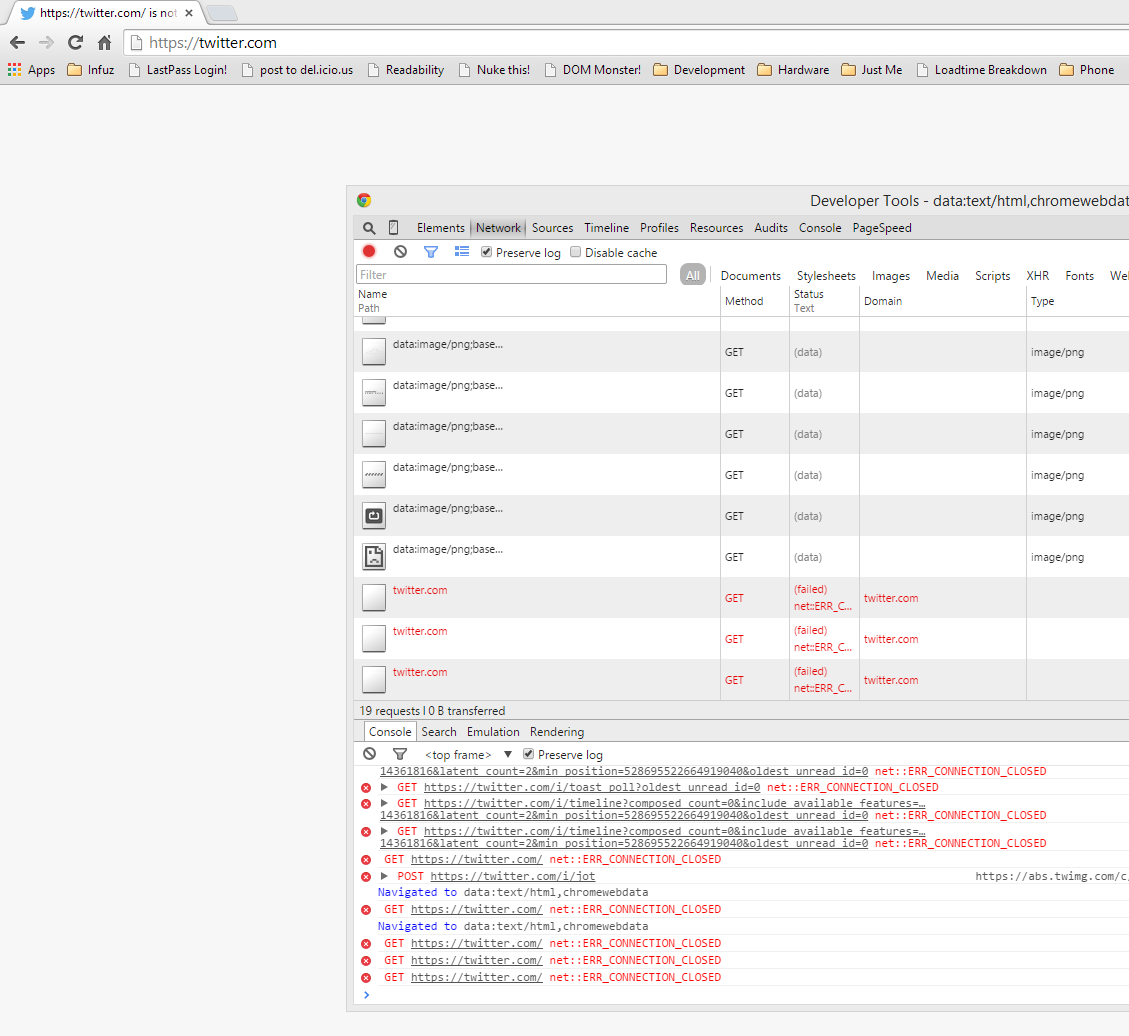 https://twitter.com/ is not
https://twitter.com
Apps Infuz LastPass Login! post to del.icio.us Readability Nuke this! DOM Monster! Development Hardware Just Me Loadtime Breakdown Phone
Developer Tools - data:text/html,chromewebdat
Elements Network Sources Timeline Profiles Resources Audits Console PageSpeed
Preserve log Disable cache
Filter All Documents Stylesheets Images Media Scripts XHR Fonts We
Name Method Status Domain Type
Path Text
data:image/png;base... GET (data) image/png
data:image/png;base... GET (data) image/png
data:image/png;base... GET (data) image/png
data:image/png;base... GET (data) image/png
data:image/png;base... GET (data) image/png
data:image/png;base... GET (data) image/png
twitter.com GET (failed) twitter.com
net::ERR_C...
twitter.com GET (failed) twitter.com
net::ERR_C...
twitter.com GET (failed) twitter.com
net::ERR_C...
19 requests | 0 B transferred
Console Search Emulation Rendering
<top frame> ▼ Preserve log
14361816&latent_count=2&min_position=528695522664919040&oldest_unread_id=0 net::ERR_CONNECTION_CLOSED
GET https://twitter.com/i/toast_poll?oldest_unread_id=0 net::ERR_CONNECTION_CLOSED
GET https://twitter.com/i/timeline?composed_count=0&include_available_features=…
14361816&latent_count=2&min_position=528695522664919040&oldest_unread_id=0 net::ERR_CONNECTION_CLOSED
GET https://twitter.com/i/timeline?composed_count=0&include_available_features=…
14361816&latent_count=2&min_position=528695522664919040&oldest_unread_id=0 net::ERR_CONNECTION_CLOSED
GET https://twitter.com/ net::ERR_CONNECTION_CLOSED
POST https://twitter.com/i/jot https://abs.twimg.com/c/
Navigated to data:text/html,chromewebdata
GET https://twitter.com/ net::ERR_CONNECTION_CLOSED
Navigated to data:text/html,chromewebdata
GET https://twitter.com/ net::ERR_CONNECTION_CLOSED
GET https://twitter.com/ net::ERR_CONNECTION_CLOSED
GET https://twitter.com/ net::ERR_CONNECTION_CLOSED